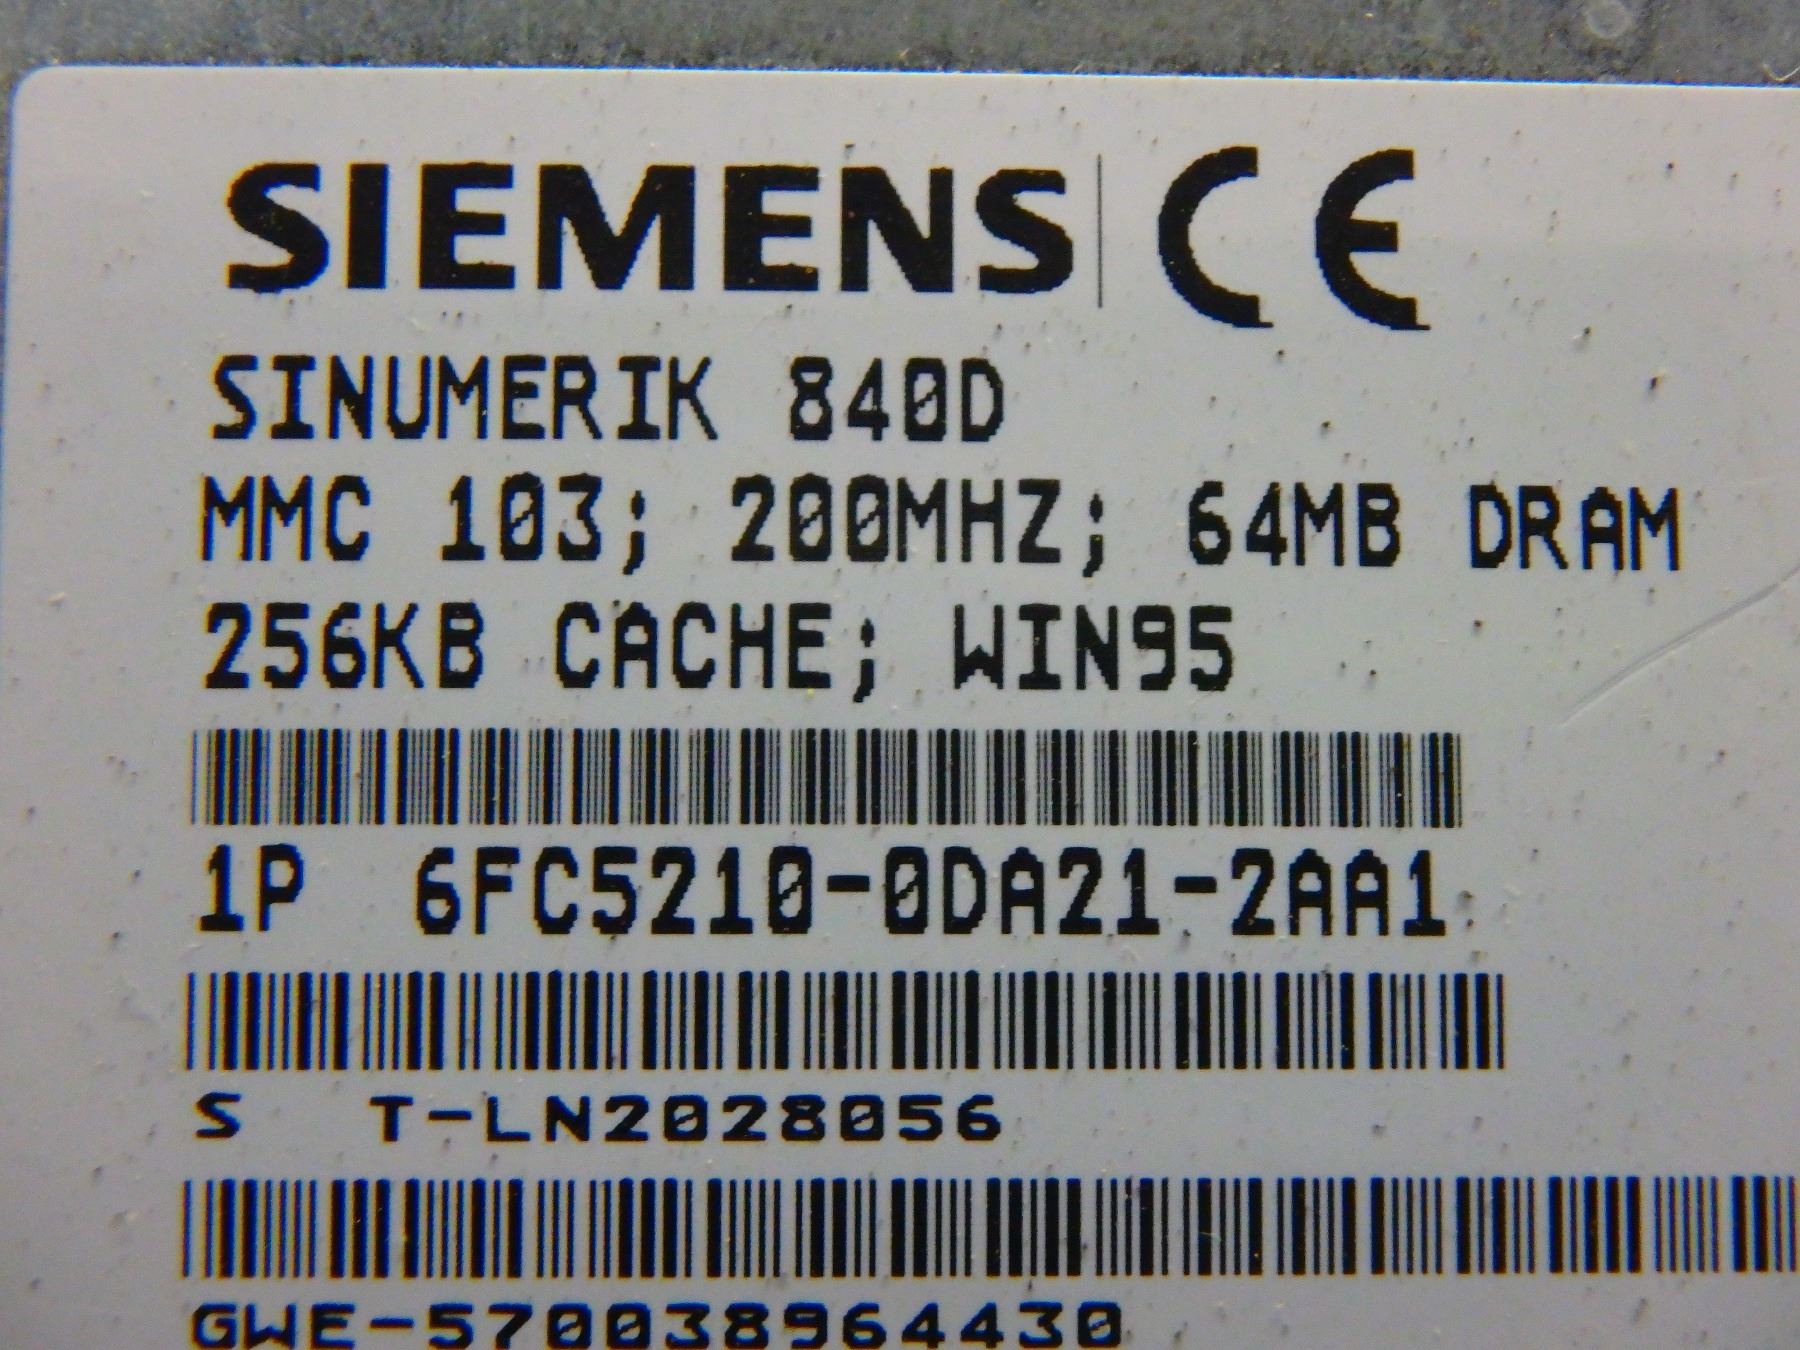 SIEMENS CE
SINUMERIK 840D
MMC 103; 200MHZ; 64MB DRAM
256KB CACHE; WIN95
1P 6FC5210-0DA21-2AA1
S T-LN2028056
GWE-570038964430